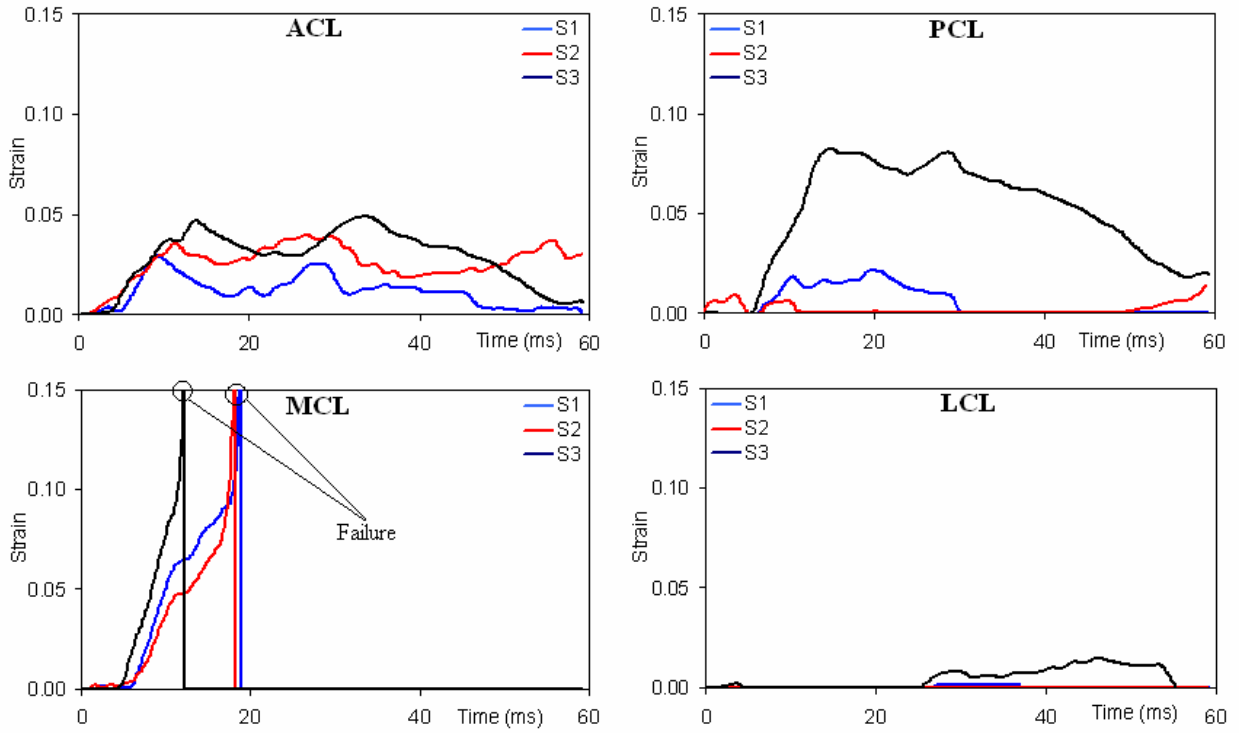 ACL
0.15
0.10
0.05
0.00
Strain
S1
S2
S3
0
20
40
60
Time (ms)
PCL
0.15
0.10
0.05
0.00
Strain
S1
S2
S3
0
20
40
60
Time (ms)
MCL
0.15
0.10
0.05
0.00
Strain
S1
S2
S3
Failure
0
20
40
60
Time (ms)
LCL
0.15
0.10
0.05
0.00
Strain
S1
S2
S3
0
20
40
60
Time (ms)